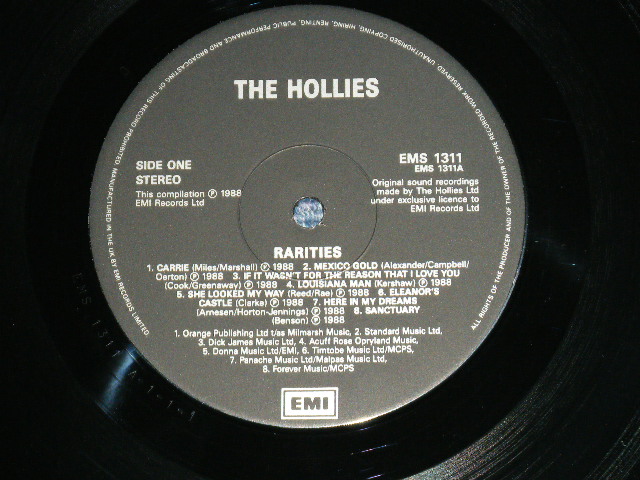 THE HOLLIES
SIDE ONE
STEREO
This compilation ℗ 1988
EMI Records Ltd
EMS 1311
EMS 1311A
Original sound recordings
made by The Hollies Ltd
under exclusive licence to
EMI Records Ltd
RARITIES
1. CARRIE (Miles/Marshall) ℗ 1988 2. MEXICO GOLD (Alexander/Campbell/
Oerton) ℗ 1988 3. IF IT WASN'T FOR THE REASON THAT I LOVE YOU
(Cook/Greenaway) ℗ 1988 4. LOUISIANA MAN (Kershaw) ℗ 1988
5. SHE LOOKED MY WAY (Reed/Rae) ℗ 1988 6. ELEANOR'S
CASTLE (Clarke) ℗ 1988 7. HERE IN MY DREAMS
(Arnesen/Horton-Jennings) ℗ 1988 8. SANCTUARY
(Benson) ℗ 1988
1. Orange Publishing Ltd t/as Milmarsh Music, 2. Standard Music Ltd,
3. Dick James Music Ltd, 4. Acuff Rose Opryland Music,
5. Donna Music Ltd/EMI, 6. Timtobe Music Ltd/MCPS,
7. Panache Music Ltd/Malpas Music Ltd,
8. Forever Music/MCPS
EMI
ALL RIGHTS OF THE PRODUCER AND OF THE OWNER OF THE RECORDED WORK RESERVED. UNAUTHORISED COPYING, HIRING, RENTING, PUBLIC PERFORMANCE AND BROADCASTING OF THIS RECORD PROHIBITED. MANUFACTURED IN THE UK BY EMI RECORDS LIMITED
EMS 1311 A-1-1-1